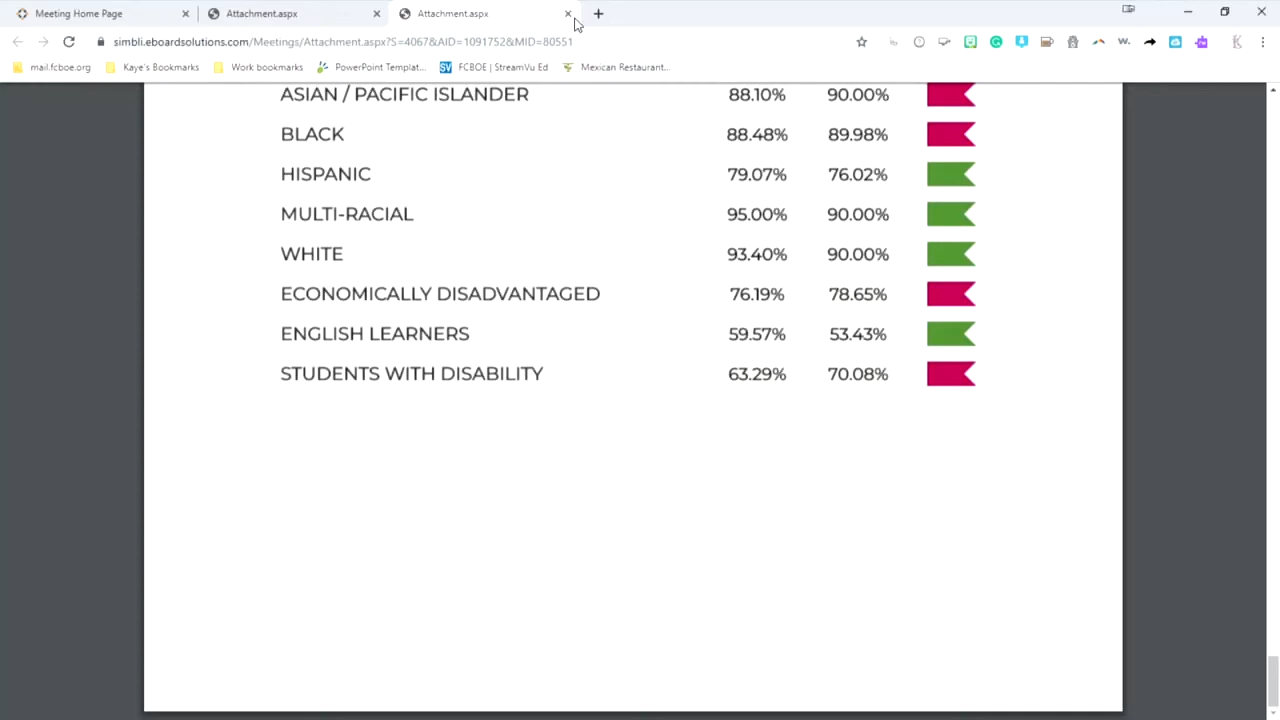 Meeting Home Page
Attachment.aspx
Attachment.aspx
simbli.eboardsolutions.com/Meetings/Attachment.aspx?S=4067&AID=1091752&MID=80551
mail.fcboe.org
Kaye's Bookmarks
Work bookmarks
PowerPoint Templat...
SV FCBOE | StreamVu Ed
Mexican Restaurant...
ASIAN / PACIFIC ISLANDER 88.10% 90.00%
BLACK 88.48% 89.98%
HISPANIC 79.07% 76.02%
MULTI-RACIAL 95.00% 90.00%
WHITE 93.40% 90.00%
ECONOMICALLY DISADVANTAGED 76.19% 78.65%
ENGLISH LEARNERS 59.57% 53.43%
STUDENTS WITH DISABILITY 63.29% 70.08%